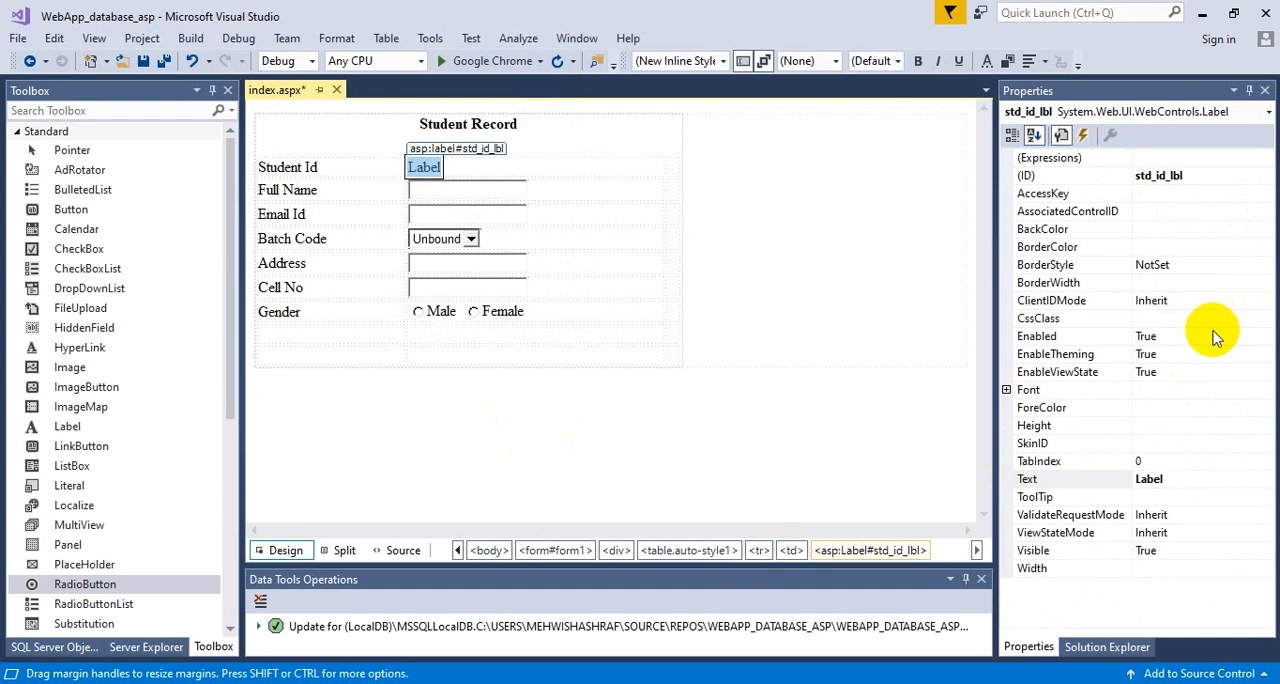 WebApp_database_asp - Microsoft Visual Studio
Quick Launch (Ctrl+Q)
File Edit View Project Build Debug Team Format Table Tools Test Analyze Window Help
Sign in
Debug Any CPU Google Chrome (New Inline Style (None) (Default B I U A
Toolbox
index.aspx*
Properties
Search Toolbox
std_id_lbl System.Web.UI.WebControls.Label
Standard
Pointer
AdRotator
BulletedList
Button
Calendar
CheckBox
CheckBoxList
DropDownList
FileUpload
HiddenField
HyperLink
Image
ImageButton
ImageMap
Label
LinkButton
ListBox
Literal
Localize
MultiView
Panel
PlaceHolder
RadioButton
RadioButtonList
Substitution
SQL Server Obje... Server Explorer Toolbox
Student Record
asp:label#std_id_lbl
Student Id Label
Full Name
Email Id
Batch Code Unbound
Address
Cell No
Gender Male Female
Design Split Source <body> <form#form1> <div> <table.auto-style1> <tr> <td> <asp:Label#std_id_lbl>
Data Tools Operations
Update for (LocalDB)\MSSQLLocalDB.C:\USERS\MEHWISHASHRAF\SOURCE\REPOS\WEBAPP_DATABASE_ASP\WEBAPP_DATABASE_ASP...
(Expressions)
(ID) std_id_lbl
AccessKey
AssociatedControlID
BackColor
BorderColor
BorderStyle NotSet
BorderWidth
ClientIDMode Inherit
CssClass
Enabled True
EnableTheming True
EnableViewState True
Font
ForeColor
Height
SkinID
TabIndex 0
Text Label
ToolTip
ValidateRequestMode Inherit
ViewStateMode Inherit
Visible True
Width
Properties Solution Explorer
Drag margin handles to resize margins. Press SHIFT or CTRL for more options.
Add to Source Control